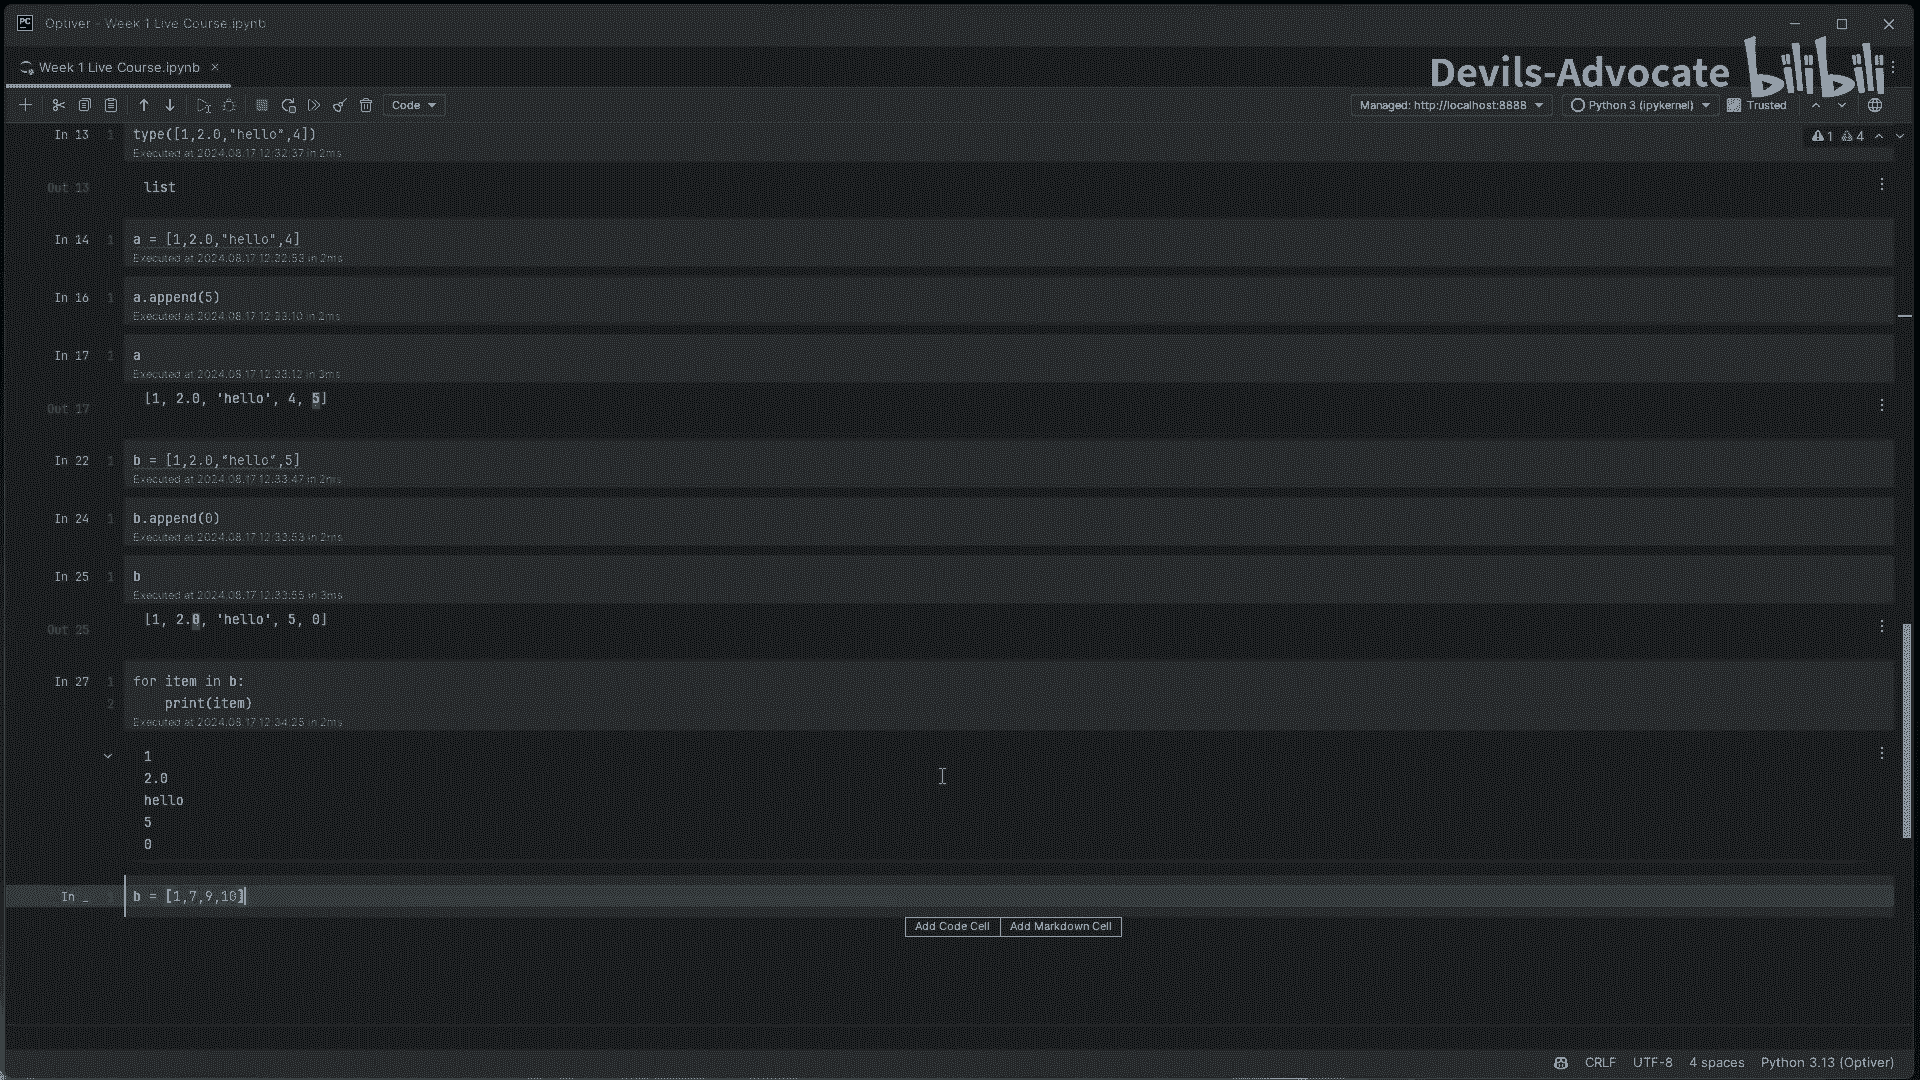 PC Optiver - Week 1 Live Course.ipynb
Week 1 Live Course.ipynb
Devils-Advocate bilibili
Code
Managed: http://localhost:8888 Python 3 (ipykernel) Trusted
1 4
In 13 1 type([1,2.0,"hello",4])
Executed at 2024.08.17 12:32:37 in 2ms
Out 13 list
In 14 1 a = [1,2.0,"hello",4]
Executed at 2024.08.17 12:32:53 in 2ms
In 16 1 a.append(5)
Executed at 2024.08.17 12:33:10 in 2ms
In 17 1 a
Executed at 2024.08.17 12:33:12 in 3ms
[1, 2.0, 'hello', 4, 5]
Out 17
In 22 1 b = [1,2.0,"hello",5]
Executed at 2024.08.17 12:33:47 in 2ms
In 24 1 b.append(0)
Executed at 2024.08.17 12:33:53 in 2ms
In 25 1 b
Executed at 2024.08.17 12:33:55 in 3ms
[1, 2.0, 'hello', 5, 0]
Out 25
In 27 1 for item in b:
2 print(item)
Executed at 2024.08.17 12:34:25 in 2ms
1
2.0
hello
5
0
In _ b = [1,7,9,10]
Add Code Cell Add Markdown Cell
CRLF UTF-8 4 spaces Python 3.13 (Optiver)